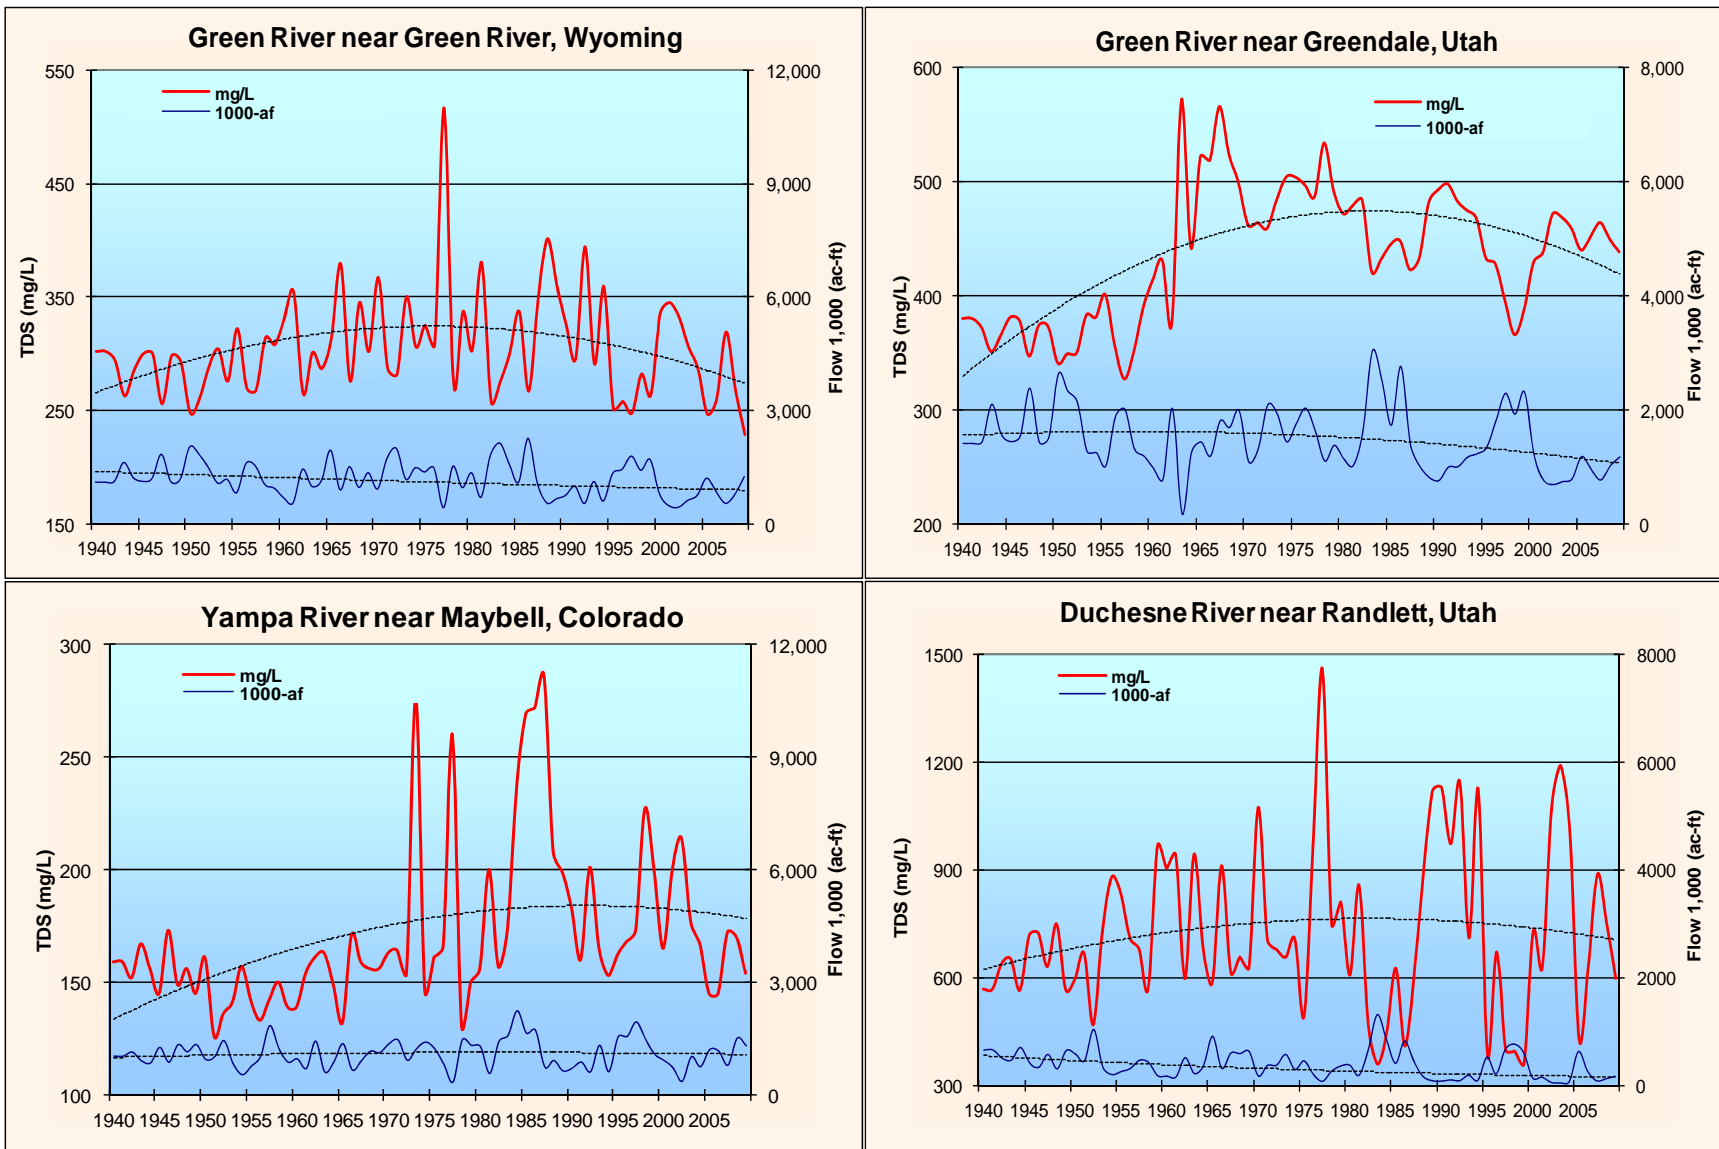 Green River near Green River, Wyoming
550
450
350
250
150
TDS (mg/L)
mg/L
1000-af
12,000
9,000
6,000
3,000
0
Flow 1,000 (ac-ft)
1940 1945 1950 1955 1960 1965 1970 1975 1980 1985 1990 1995 2000 2005
Green River near Greendale, Utah
600
500
400
300
200
TDS (mg/L)
mg/L
1000-af
8,000
6,000
4,000
2,000
0
Flow 1,000 (ac-ft)
1940 1945 1950 1955 1960 1965 1970 1975 1980 1985 1990 1995 2000 2005
Yampa River near Maybell, Colorado
300
250
200
150
100
TDS (mg/L)
mg/L
1000-af
12,000
9,000
6,000
3,000
0
Flow 1,000 (ac-ft)
1940 1945 1950 1955 1960 1965 1970 1975 1980 1985 1990 1995 2000 2005
Duchesne River near Randlett, Utah
1500
1200
900
600
300
TDS (mg/L)
mg/L
1000-af
8000
6000
4000
2000
0
Flow 1,000 (ac-ft)
1940 1945 1950 1955 1960 1965 1970 1975 1980 1985 1990 1995 2000 2005